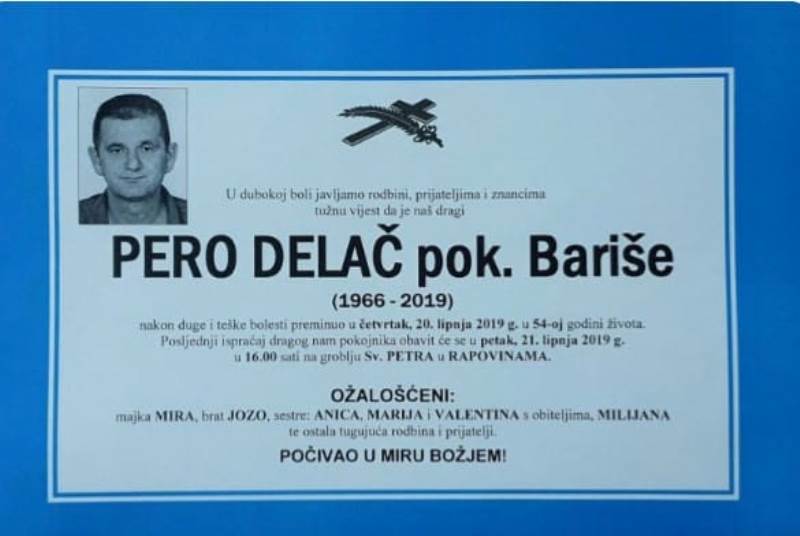 U dubokoj boli javljamo rodbini, prijateljima i znancima
tužnu vijest da je naš dragi
PERO DELAČ pok. Bariše
(1966 - 2019)
nakon duge i teške bolesti preminuo u četvrtak, 20. lipnja 2019 g. u 54-oj godini života.
Posljednji ispraćaj dragog nam pokojnika obavit će se u petak, 21. lipnja 2019 g.
u 16.00 sati na groblju Sv. PETRA u RAPOVINAMA.
OŽALOŠĆENI:
majka MIRA, brat JOZO, sestre: ANICA, MARIJA i VALENTINA s obiteljima, MILIJANA
te ostala tugujuća rodbina i prijatelji.
POČIVAO U MIRU BOŽJEM!